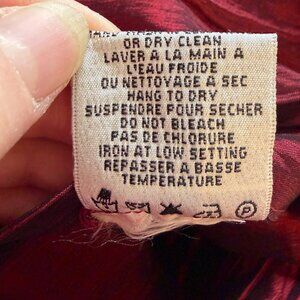 OR DRY CLEAN
LAVER A LA MAIN A
L'EAU FROIDE
OU NETTOYAGE A SEC
HANG TO DRY
SUSPENDRE POUR SECHER
DO NOT BLEACH
PAS DE CHLORURE
IRON AT LOW SETTING
REPASSER A BASSE
TEMPERATURE
P